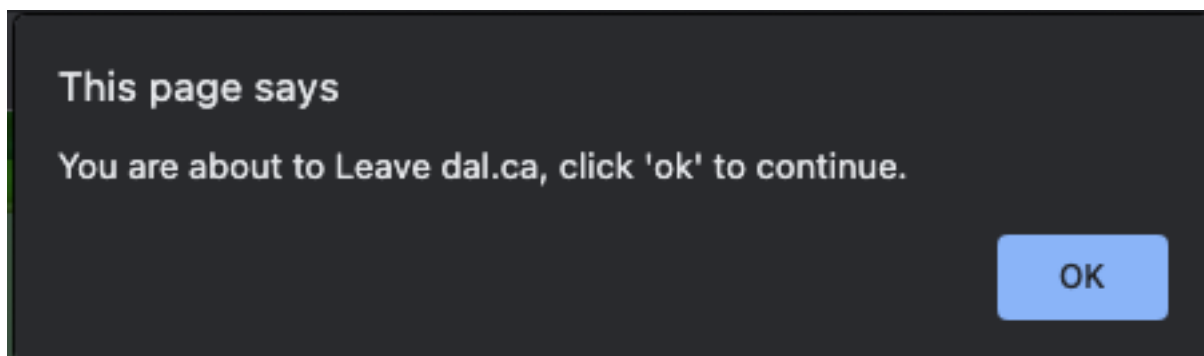 This page says
You are about to Leave dal.ca, click 'ok' to continue.
OK